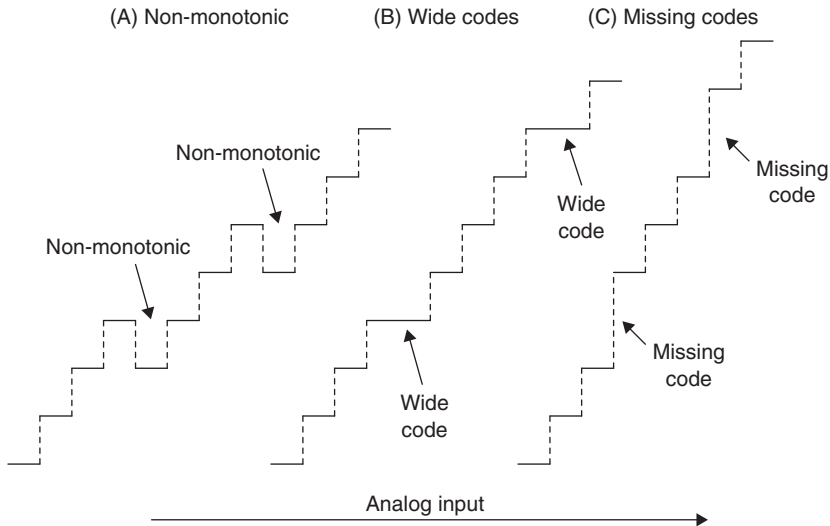 (A) Non-monotonic
(B) Wide codes
(C) Missing codes
Non-monotonic
Non-monotonic
Wide
code
Wide
code
Missing
code
Missing
code
Analog input